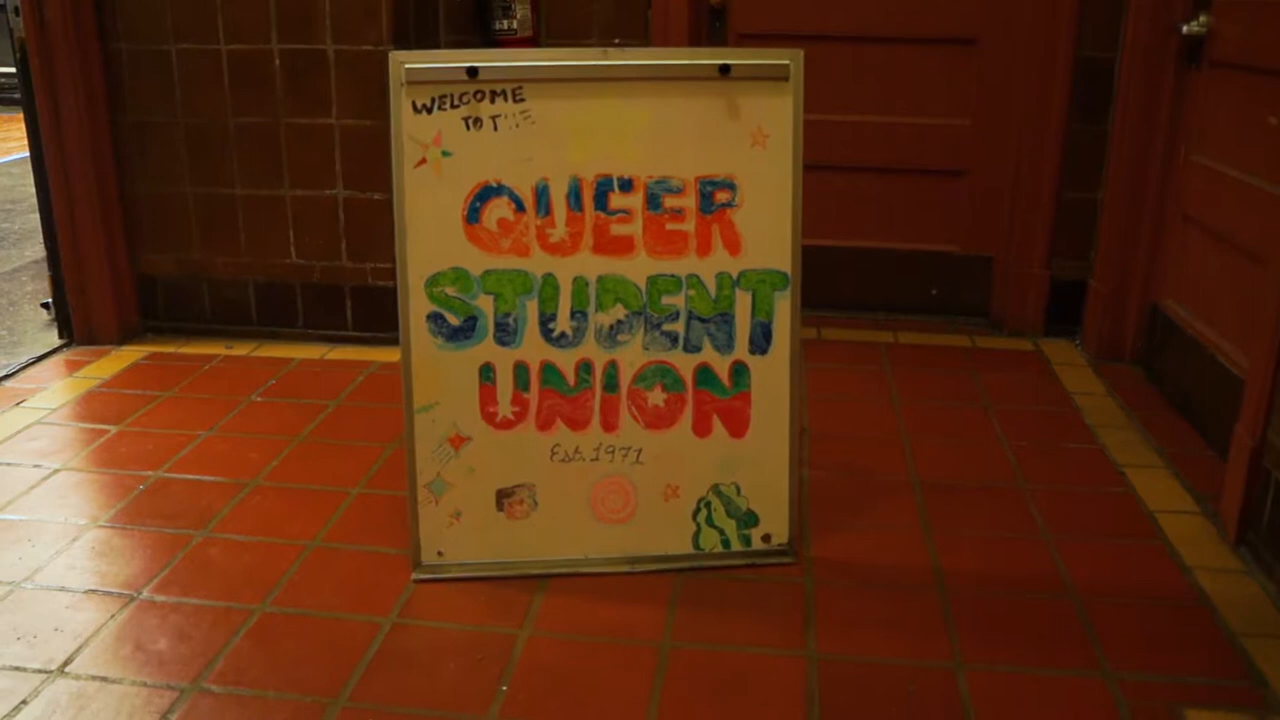 WELCOME
TO THE
QUEER
STUDENT
UNION
Est. 1971